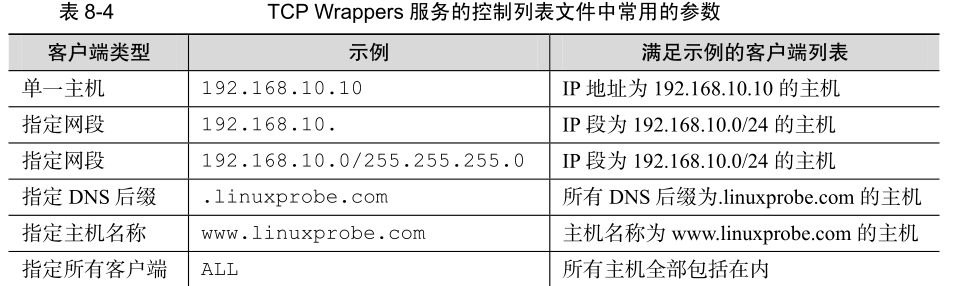 表 8-4 TCP Wrappers 服务的控制列表文件中常用的参数
客户端类型 示例 满足示例的客户端列表
单一主机 192.168.10.10 IP 地址为 192.168.10.10 的主机
指定网段 192.168.10. IP 段为 192.168.10.0/24 的主机
指定网段 192.168.10.0/255.255.255.0 IP 段为 192.168.10.0/24 的主机
指定 DNS 后缀 .linuxprobe.com 所有 DNS 后缀为.linuxprobe.com 的主机
指定主机名称 www.linuxprobe.com 主机名称为 www.linuxprobe.com 的主机
指定所有客户端 ALL 所有主机全部包括在内